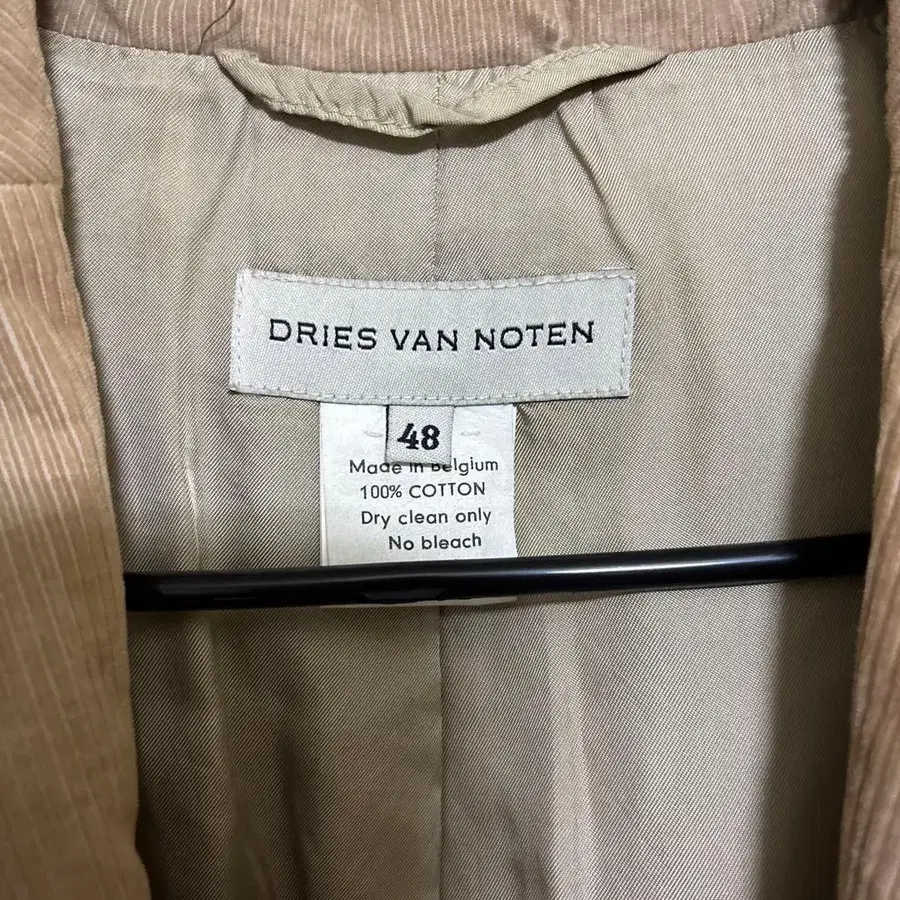 DRIES VAN NOTEN
48
Made in Belgium
100% COTTON
Dry clean only
No bleach